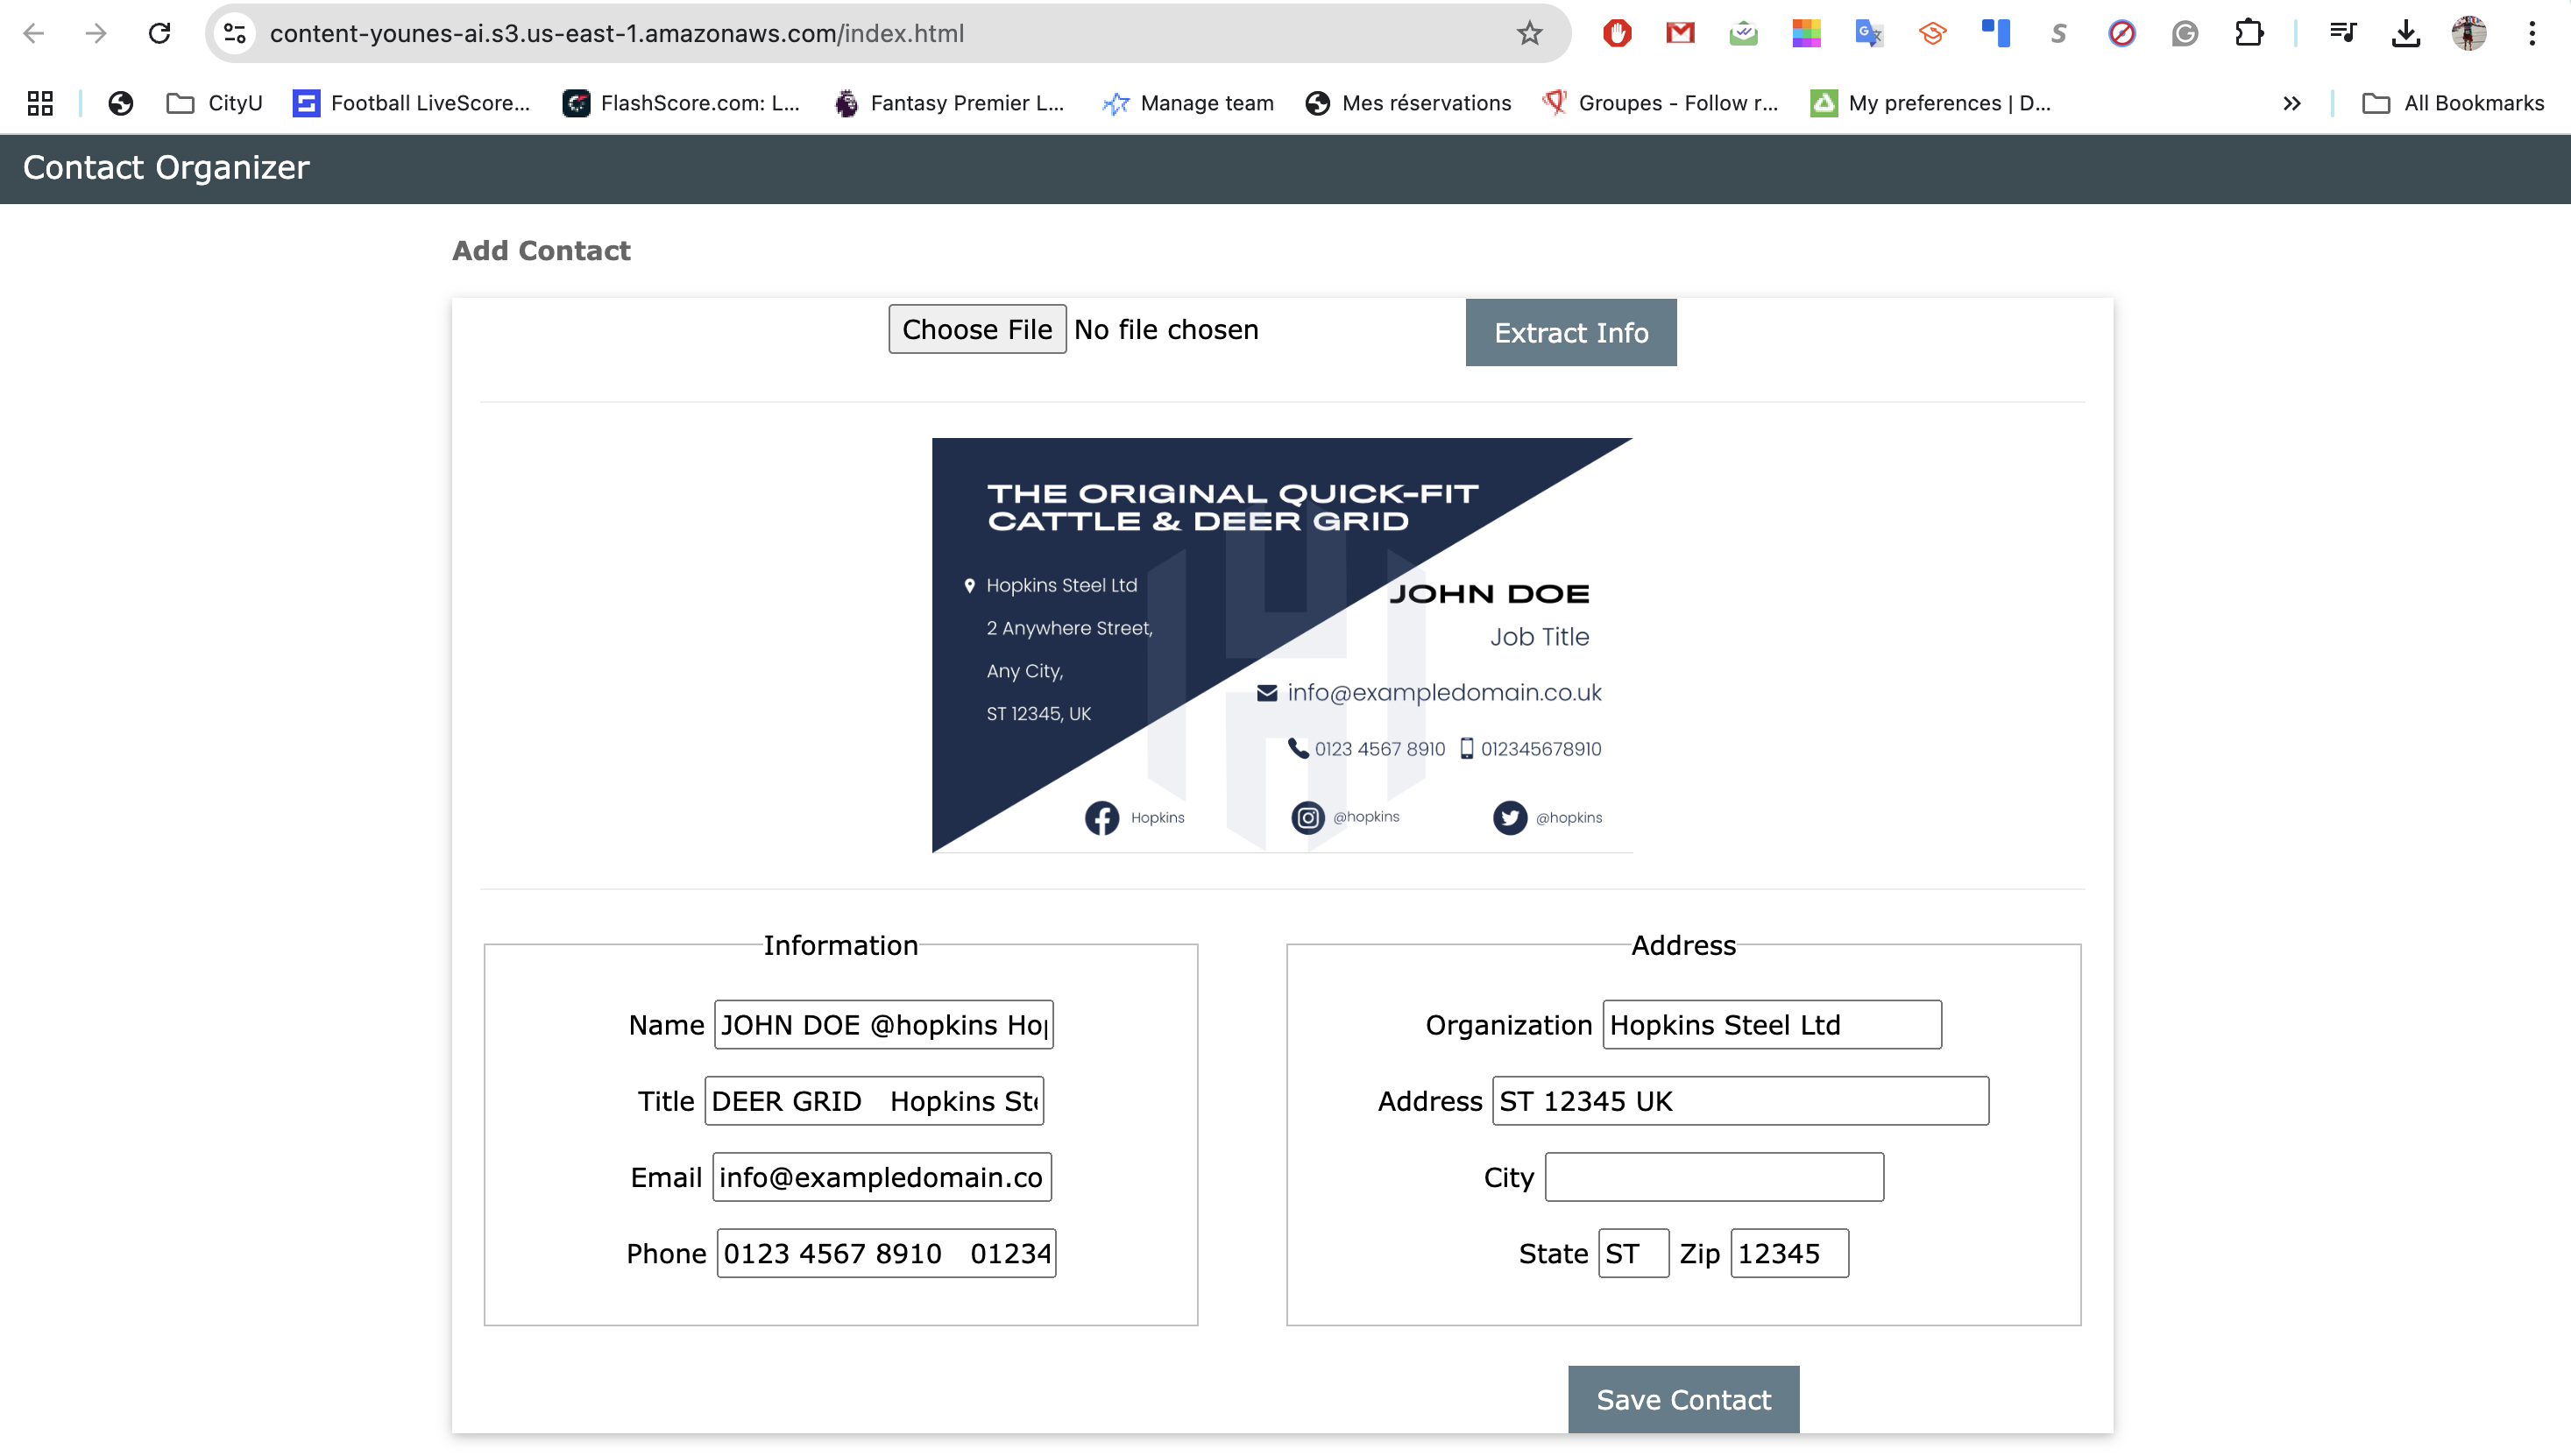 content-younes-ai.s3.us-east-1.amazonaws.com/index.html
CityU
Football LiveScore...
FlashScore.com: L...
Fantasy Premier L...
Manage team
Mes réservations
Groupes - Follow r...
My preferences | D...
All Bookmarks
Contact Organizer
Add Contact
Choose File No file chosen
Extract Info
THE ORIGINAL QUICK-FIT
CATTLE & DEER GRID
Hopkins Steel Ltd
2 Anywhere Street,
Any City,
ST 12345, UK
JOHN DOE
Job Title
info@exampledomain.co.uk
0123 4567 8910 012345678910
Hopkins
@hopkins
@hopkins
Information
Name JOHN DOE @hopkins Hop
Title DEER GRID Hopkins Ste
Email info@exampledomain.co
Phone 0123 4567 8910 01234
Address
Organization Hopkins Steel Ltd
Address ST 12345 UK
City
State ST Zip 12345
Save Contact